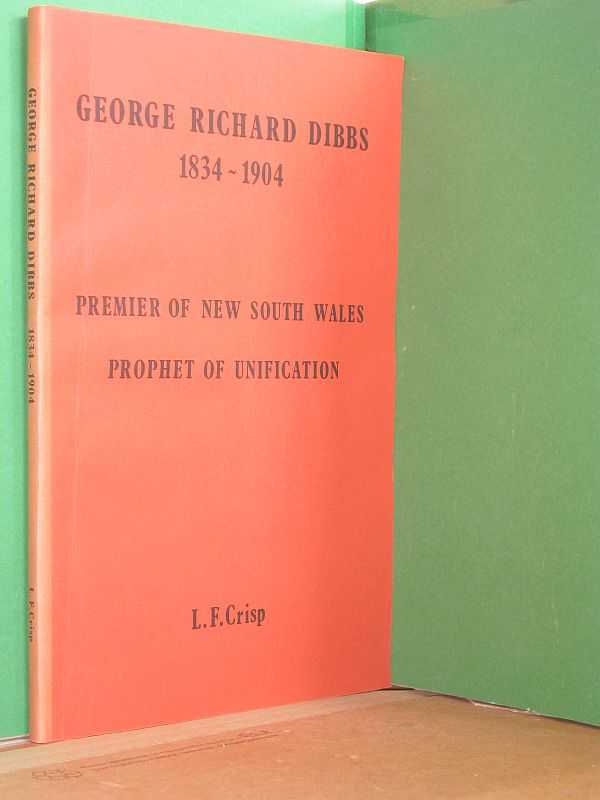 GEORGE RICHARD DIBBS
1834 ~ 1904
PREMIER OF NEW SOUTH WALES
PROPHET OF UNIFICATION
L.F.Crisp
GEORGE RICHARD DIBBS 1834 ~ 1904 L.F.Crisp